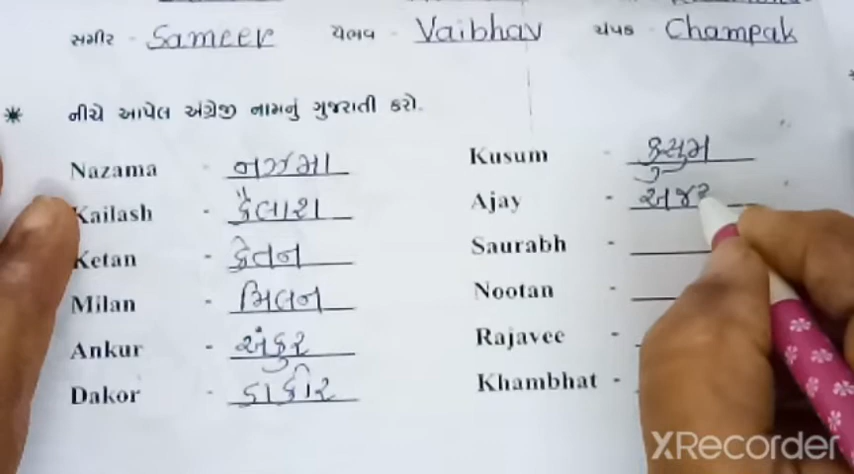 સમીર - Sameer વૈભવ - Vaibhav ચંપક - Champak
* નીચે આપેલ અંગ્રેજી નામનું ગુજરાતી કરો.
Nazama - નઝમા
Kailash - કૈલાશ
Ketan - કેતન
Milan - મિલન
Ankur - અંકુર
Dakor - ડાકોર
Kusum - કુસુમ
Ajay - અજય
Saurabh -
Nootan -
Rajavee -
Khambhat -
XRecorder